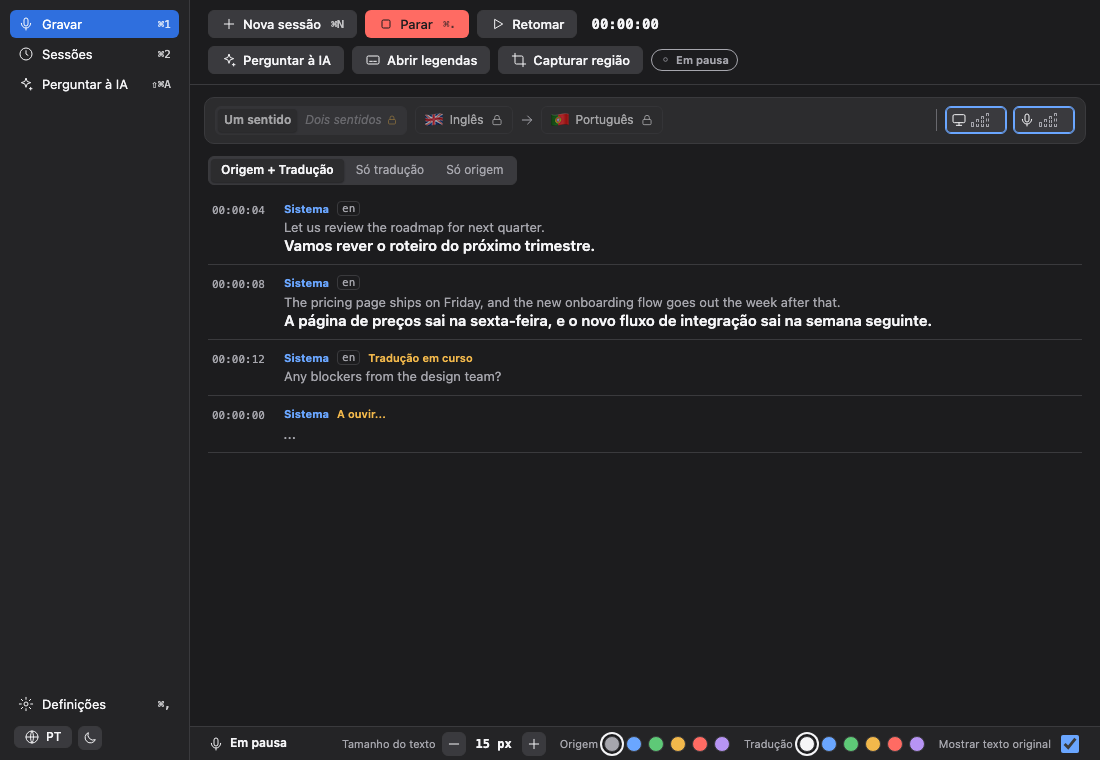 Gravar ⌘1
Sessões ⌘2
Perguntar à IA ⇧⌘A
Nova sessão ⌘N
Parar ⌘.
Retomar
00:00:00
Perguntar à IA
Abrir legendas
Capturar região
Em pausa
Um sentido
Dois sentidos
Inglês
→
Português
Origem + Tradução
Só tradução
Só origem
00:00:04 Sistema en
Let us review the roadmap for next quarter.
Vamos rever o roteiro do próximo trimestre.
00:00:08 Sistema en
The pricing page ships on Friday, and the new onboarding flow goes out the week after that.
A página de preços sai na sexta-feira, e o novo fluxo de integração sai na semana seguinte.
00:00:12 Sistema en Tradução em curso
Any blockers from the design team?
00:00:00 Sistema A ouvir...
...
Definições ⌘,
PT
Em pausa
Tamanho do texto − 15 px +
Origem
Tradução
Mostrar texto original